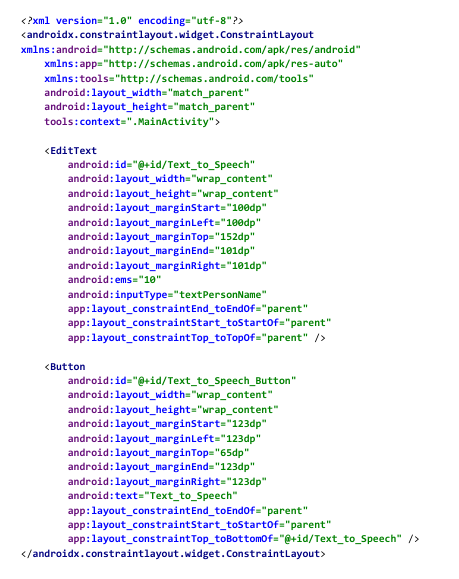 <?xml version="1.0" encoding="utf-8"?>
<androidx.constraintlayout.widget.ConstraintLayout
xmlns:android="http://schemas.android.com/apk/res/android"
    xmlns:app="http://schemas.android.com/apk/res-auto"
    xmlns:tools="http://schemas.android.com/tools"
    android:layout_width="match_parent"
    android:layout_height="match_parent"
    tools:context=".MainActivity">

    <EditText
        android:id="@+id/Text_to_Speech"
        android:layout_width="wrap_content"
        android:layout_height="wrap_content"
        android:layout_marginStart="100dp"
        android:layout_marginLeft="100dp"
        android:layout_marginTop="152dp"
        android:layout_marginEnd="101dp"
        android:layout_marginRight="101dp"
        android:ems="10"
        android:inputType="textPersonName"
        app:layout_constraintEnd_toEndOf="parent"
        app:layout_constraintStart_toStartOf="parent"
        app:layout_constraintTop_toTopOf="parent" />

    <Button
        android:id="@+id/Text_to_Speech_Button"
        android:layout_width="wrap_content"
        android:layout_height="wrap_content"
        android:layout_marginStart="123dp"
        android:layout_marginLeft="123dp"
        android:layout_marginTop="65dp"
        android:layout_marginEnd="123dp"
        android:layout_marginRight="123dp"
        android:text="Text_to_Speech"
        app:layout_constraintEnd_toEndOf="parent"
        app:layout_constraintStart_toStartOf="parent"
        app:layout_constraintTop_toBottomOf="@+id/Text_to_Speech" />
</androidx.constraintlayout.widget.ConstraintLayout>